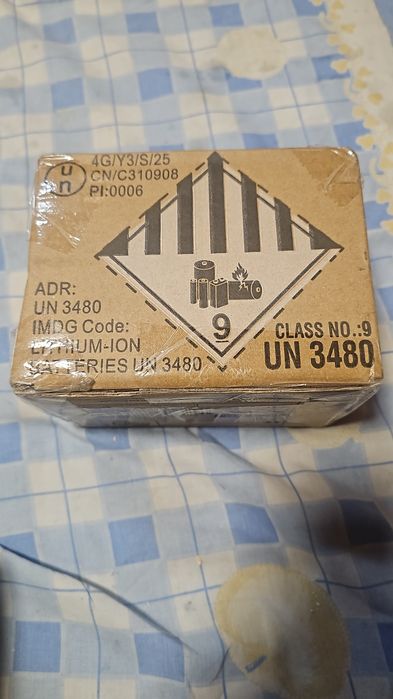 un
4G/Y3/S/25
CN/C310908
PI:0006
ADR:
UN 3480
IMDG Code:
LITHIUM-ION
BATTERIES UN 3480
9
CLASS NO.:9
UN 3480